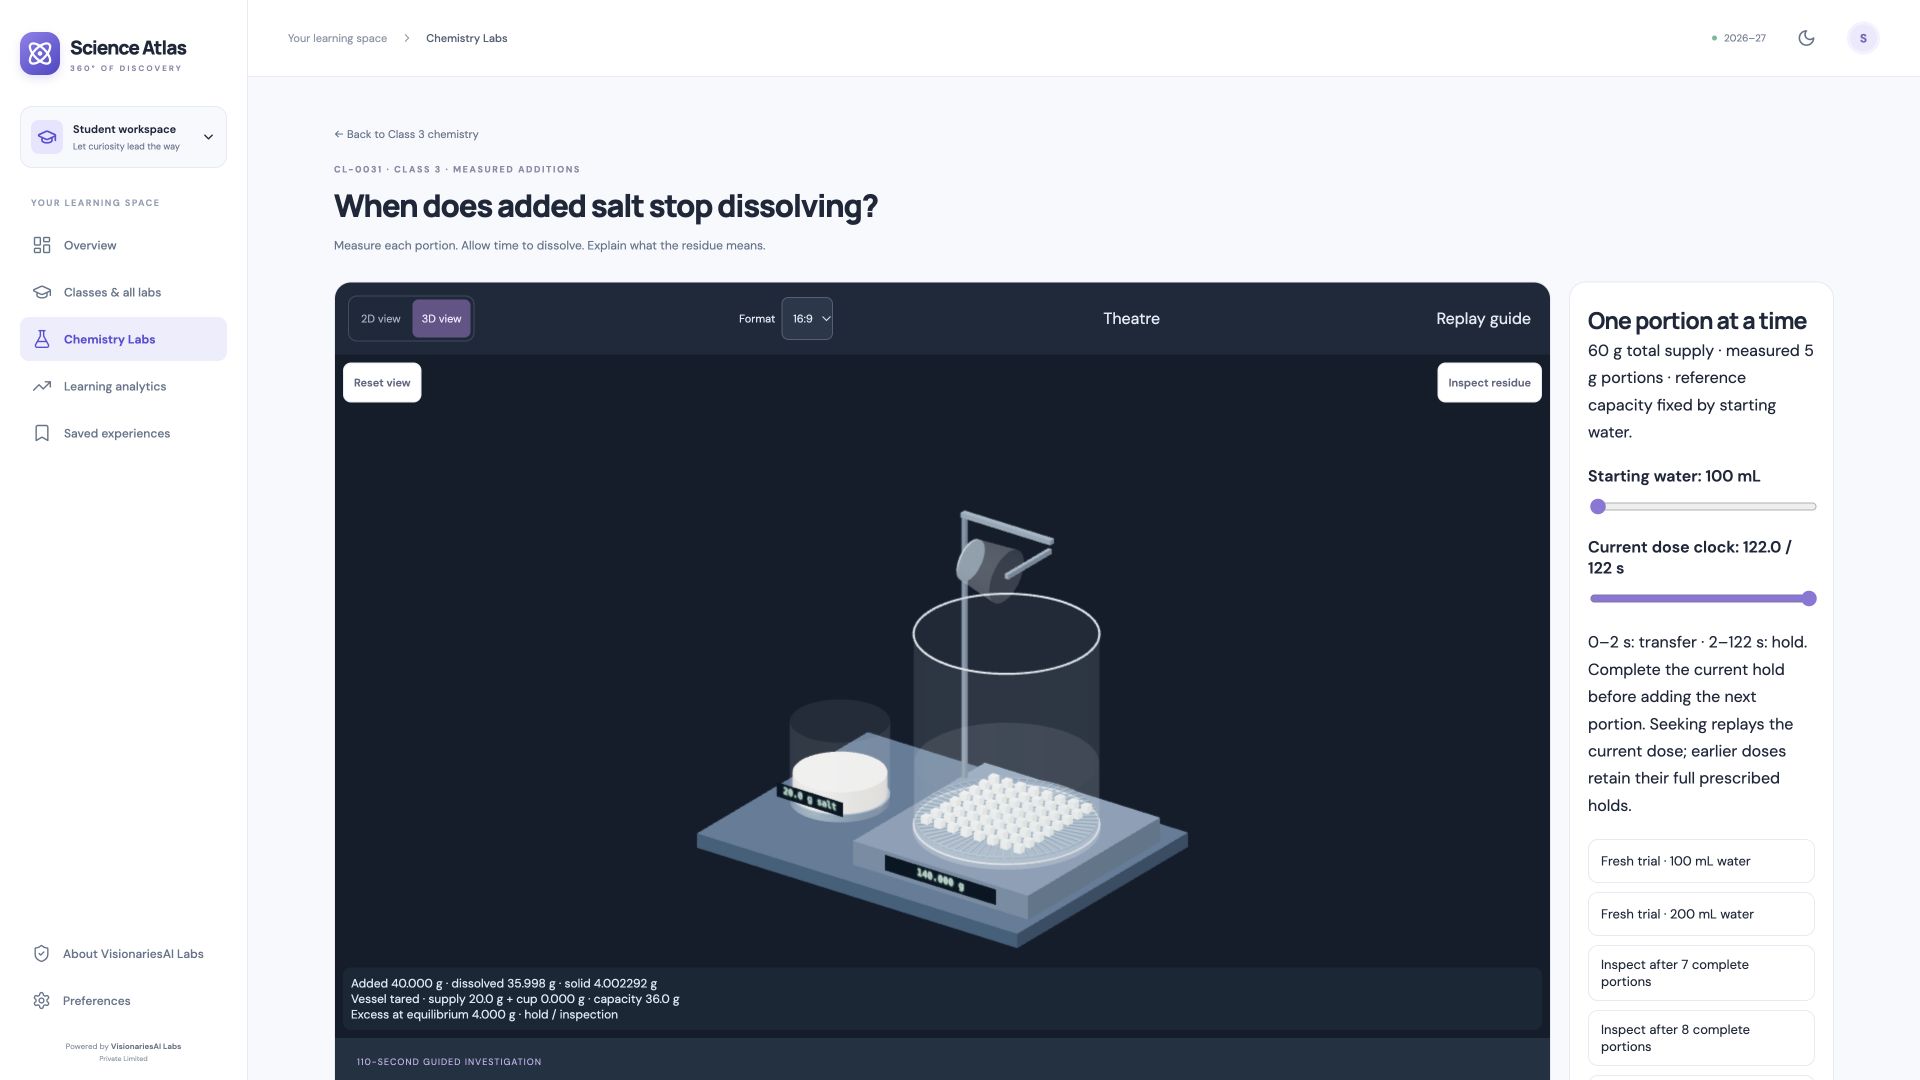 Science Atlas
360° OF DISCOVERY
Student workspace
Let curiosity lead the way
YOUR LEARNING SPACE
Overview
Classes & all labs
Chemistry Labs
Learning analytics
Saved experiences
About VisionariesAI Labs
Preferences
Powered by VisionariesAI Labs
Private Limited
Your learning space
Chemistry Labs
2026–27
S
← Back to Class 3 chemistry
CL-0031 · CLASS 3 · MEASURED ADDITIONS
When does added salt stop dissolving?
Measure each portion. Allow time to dissolve. Explain what the residue means.
2D view
3D view
Format
16:9
Theatre
Replay guide
Reset view
Inspect residue
20.0 g salt
140.000 g
Added 40.000 g · dissolved 35.998 g · solid 4.002292 g
Vessel tared · supply 20.0 g + cup 0.000 g · capacity 36.0 g
Excess at equilibrium 4.000 g · hold / inspection
110-SECOND GUIDED INVESTIGATION
One portion at a time
60 g total supply · measured 5
g portions · reference
capacity fixed by starting
water.
Starting water: 100 mL
Current dose clock: 122.0 /
122 s
0–2 s: transfer · 2–122 s: hold.
Complete the current hold
before adding the next
portion. Seeking replays the
current dose; earlier doses
retain their full prescribed
holds.
Fresh trial · 100 mL water
Fresh trial · 200 mL water
Inspect after 7 complete
portions
Inspect after 8 complete
portions